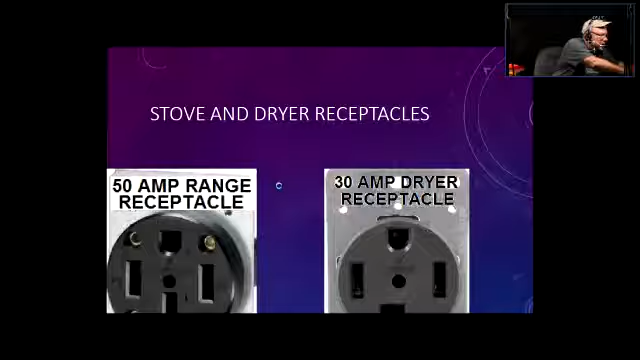 STOVE AND DRYER RECEPTACLES
50 AMP RANGE
RECEPTACLE
30 AMP DRYER
RECEPTACLE